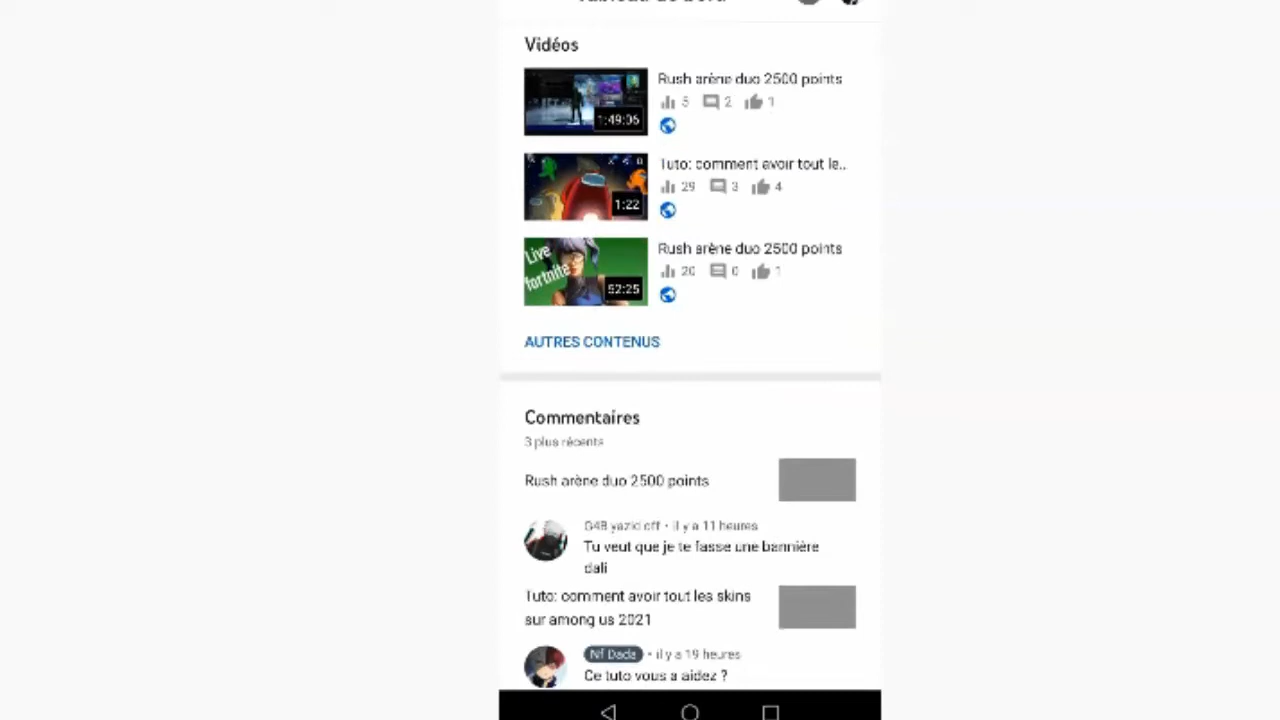 Tableau de bord
Vidéos
Rush arène duo 2500 points
5 2 1
1:49:06
Tuto: comment avoir tout le..
29 3 4
1:22
Rush arène duo 2500 points
20 0 1
Live
fortnite
52:25
AUTRES CONTENUS
Commentaires
3 plus récents
Rush arène duo 2500 points
G4B yazid off • il y a 11 heures
Tu veut que je te fasse une bannière
dali
Tuto: comment avoir tout les skins
sur among us 2021
Nf Dada • il y a 19 heures
Ce tuto vous a aidez ?